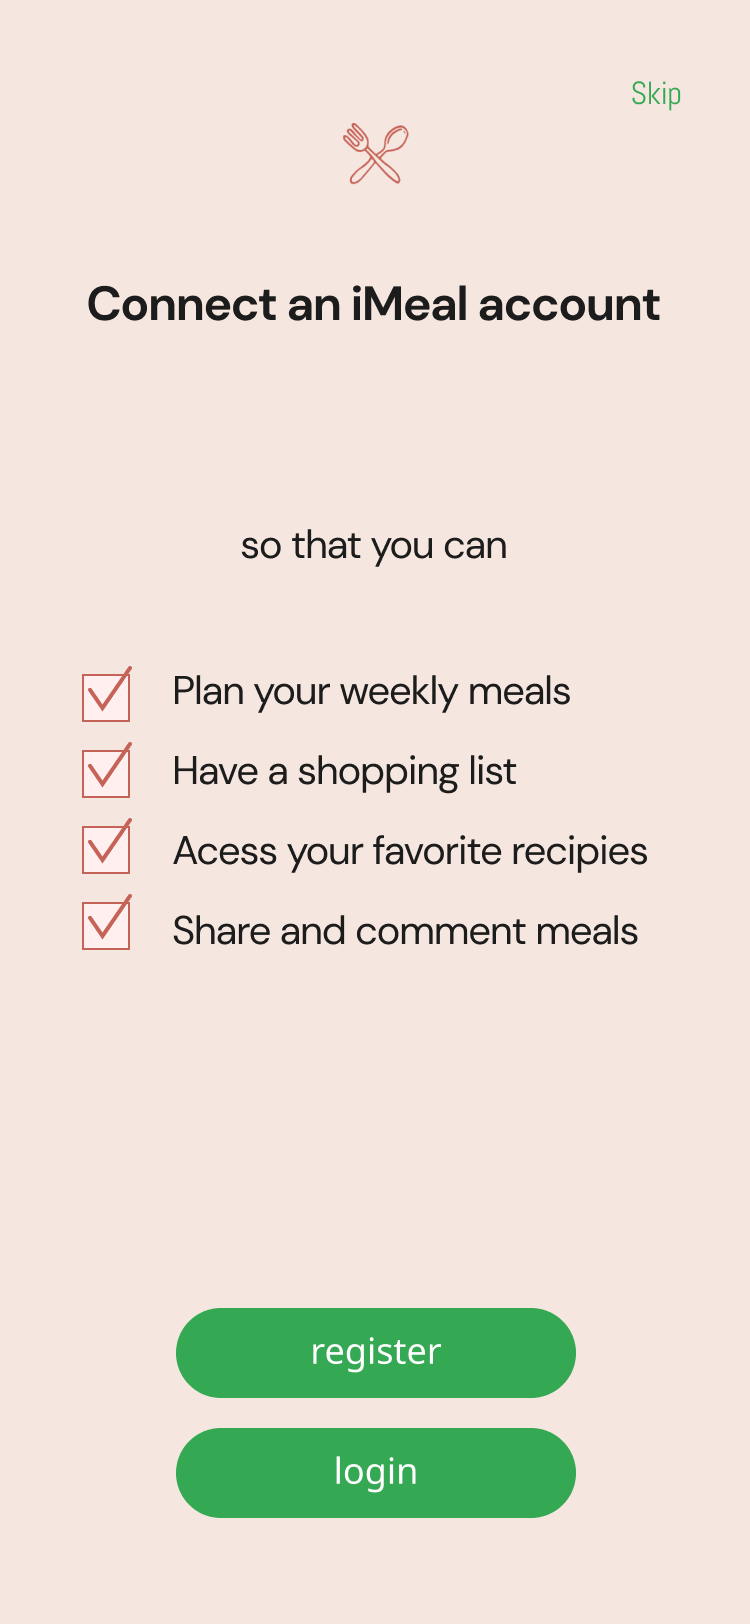 Skip
Connect an iMeal account
so that you can
Plan your weekly meals
Have a shopping list
Acess your favorite recipies
Share and comment meals
register
login